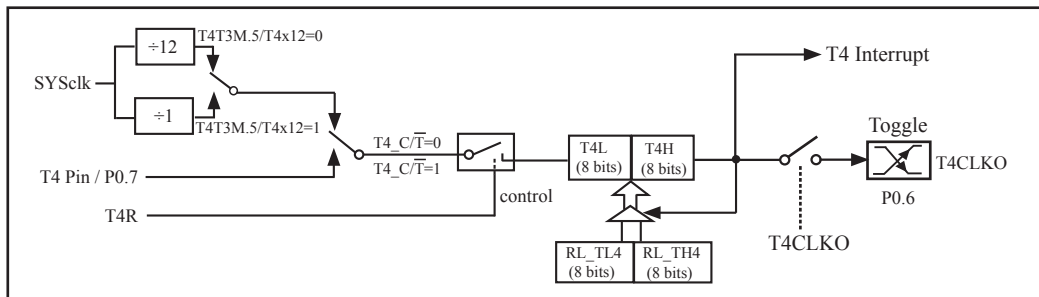 ÷12
T4T3M.5/T4x12=0
SYSclk
÷1
T4T3M.5/T4x12=1
T4_C/T̅=0
T4_C/T̅=1
T4 Pin / P0.7
T4R
control
T4L
(8 bits)
T4H
(8 bits)
RL_TL4
(8 bits)
RL_TH4
(8 bits)
T4 Interrupt
Toggle
T4CLKO
P0.6
T4CLKO